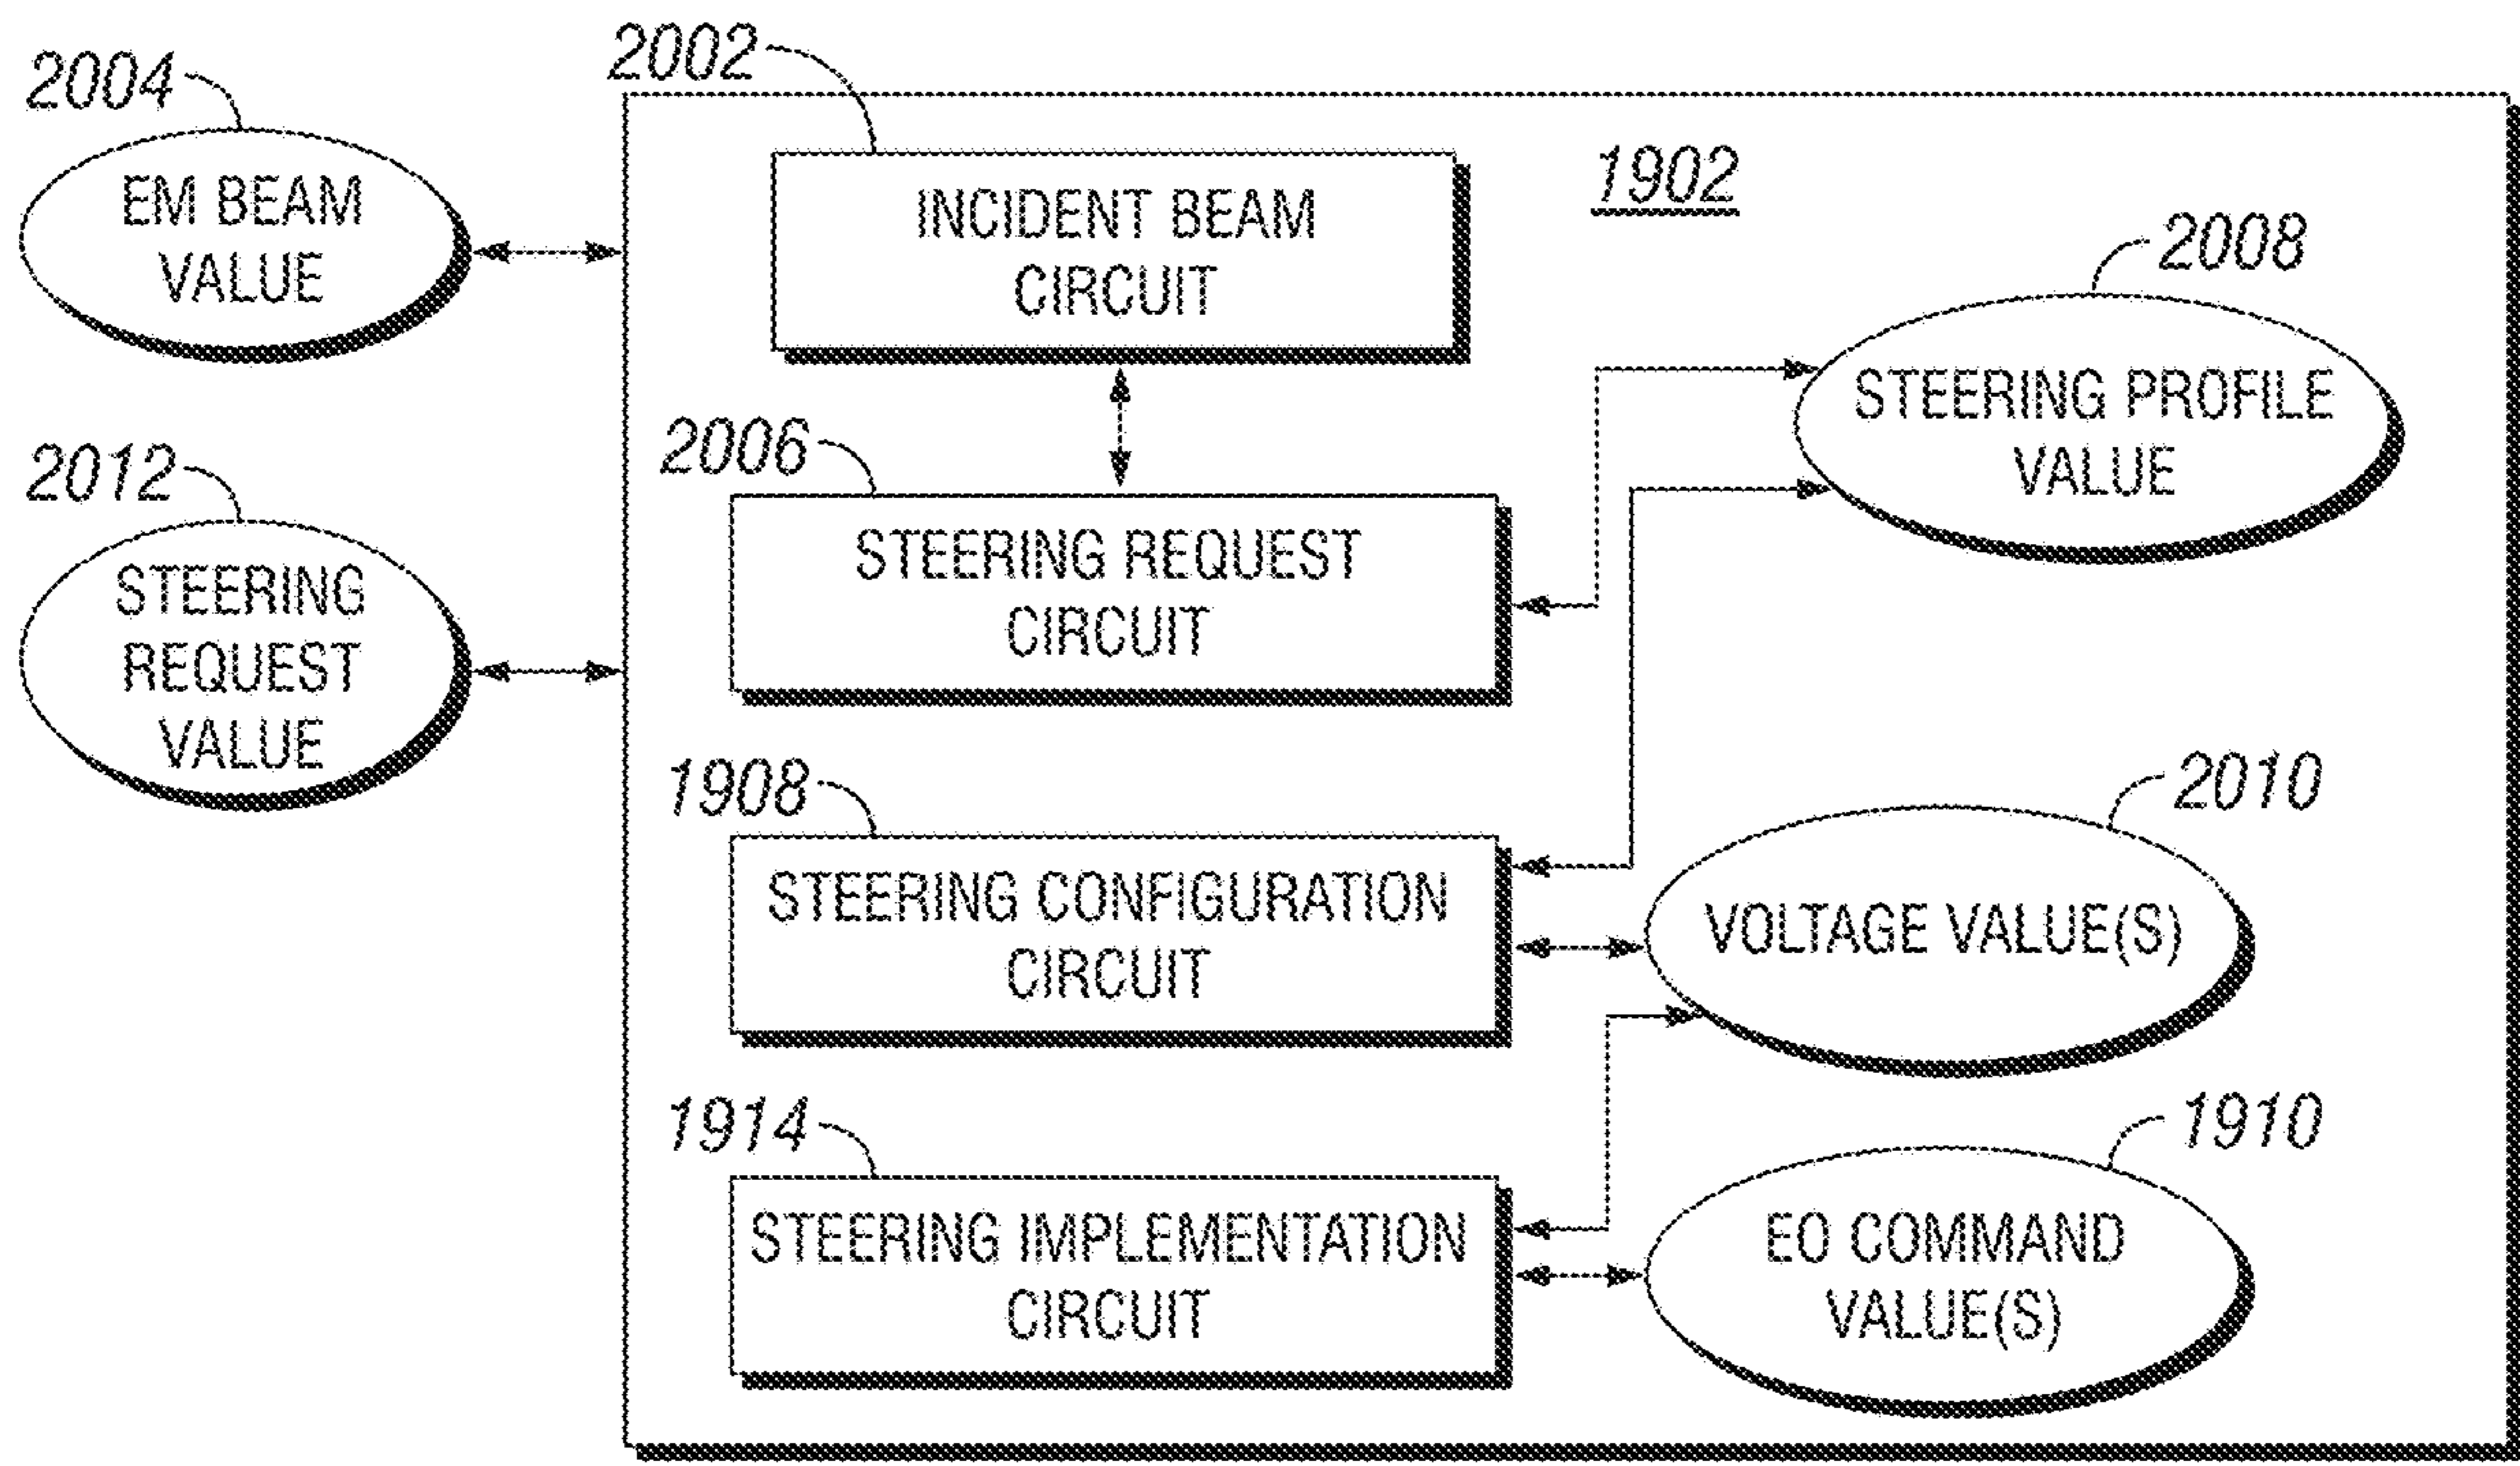 2004
EM BEAM
VALUE
2012
STEERING
REQUEST
VALUE
2002
INCIDENT BEAM
CIRCUIT
1902
2006
STEERING REQUEST
CIRCUIT
2008
STEERING PROFILE
VALUE
1908
STEERING CONFIGURATION
CIRCUIT
2010
VOLTAGE VALUE(S)
1914
STEERING IMPLEMENTATION
CIRCUIT
1910
EO COMMAND
VALUE(S)